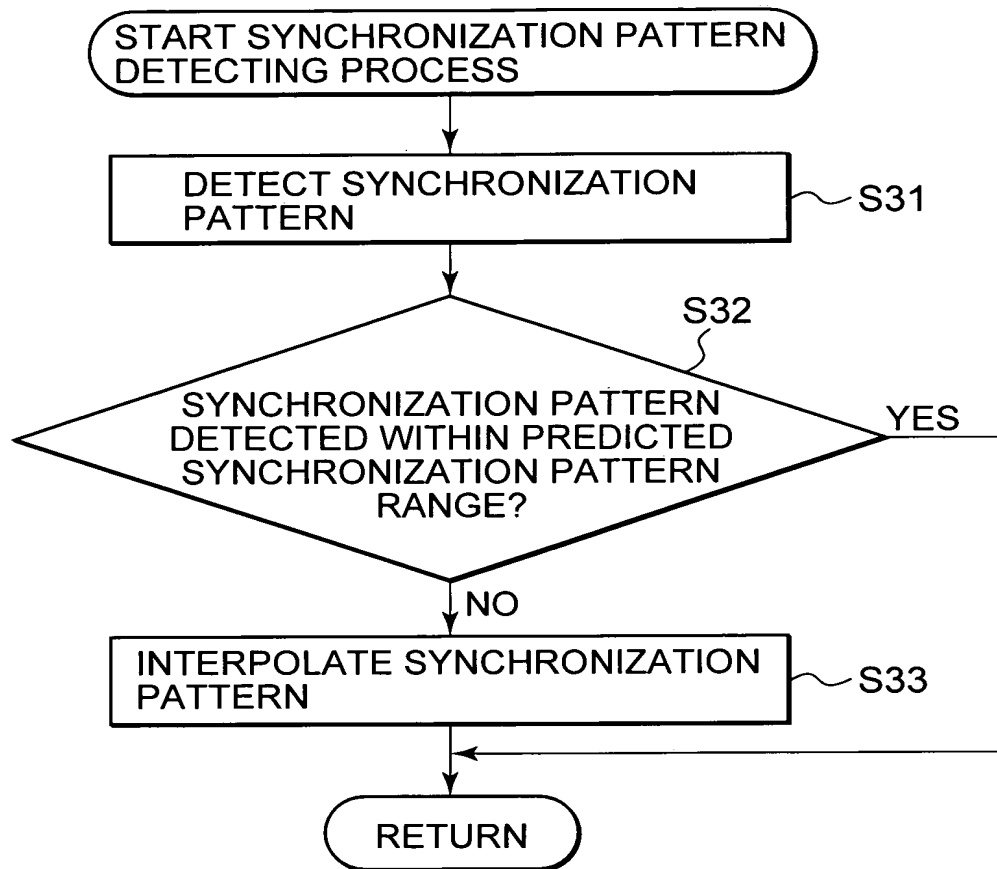 START SYNCHRONIZATION PATTERN
DETECTING PROCESS
DETECT SYNCHRONIZATION
PATTERN
S31
S32
SYNCHRONIZATION PATTERN
DETECTED WITHIN PREDICTED
SYNCHRONIZATION PATTERN
RANGE?
YES
NO
INTERPOLATE SYNCHRONIZATION
PATTERN
S33
RETURN